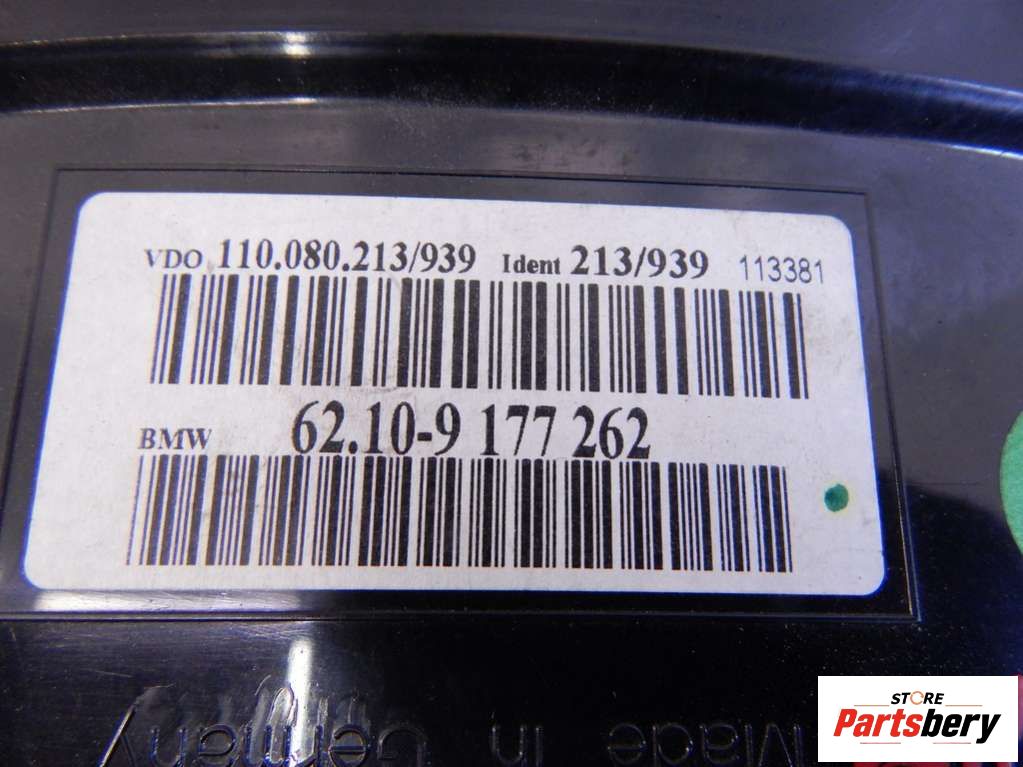 VDO 110.080.213/939 Ident 213/939 113381
BMW 62.10-9 177 262
Made in Germany
STORE
Partsbery